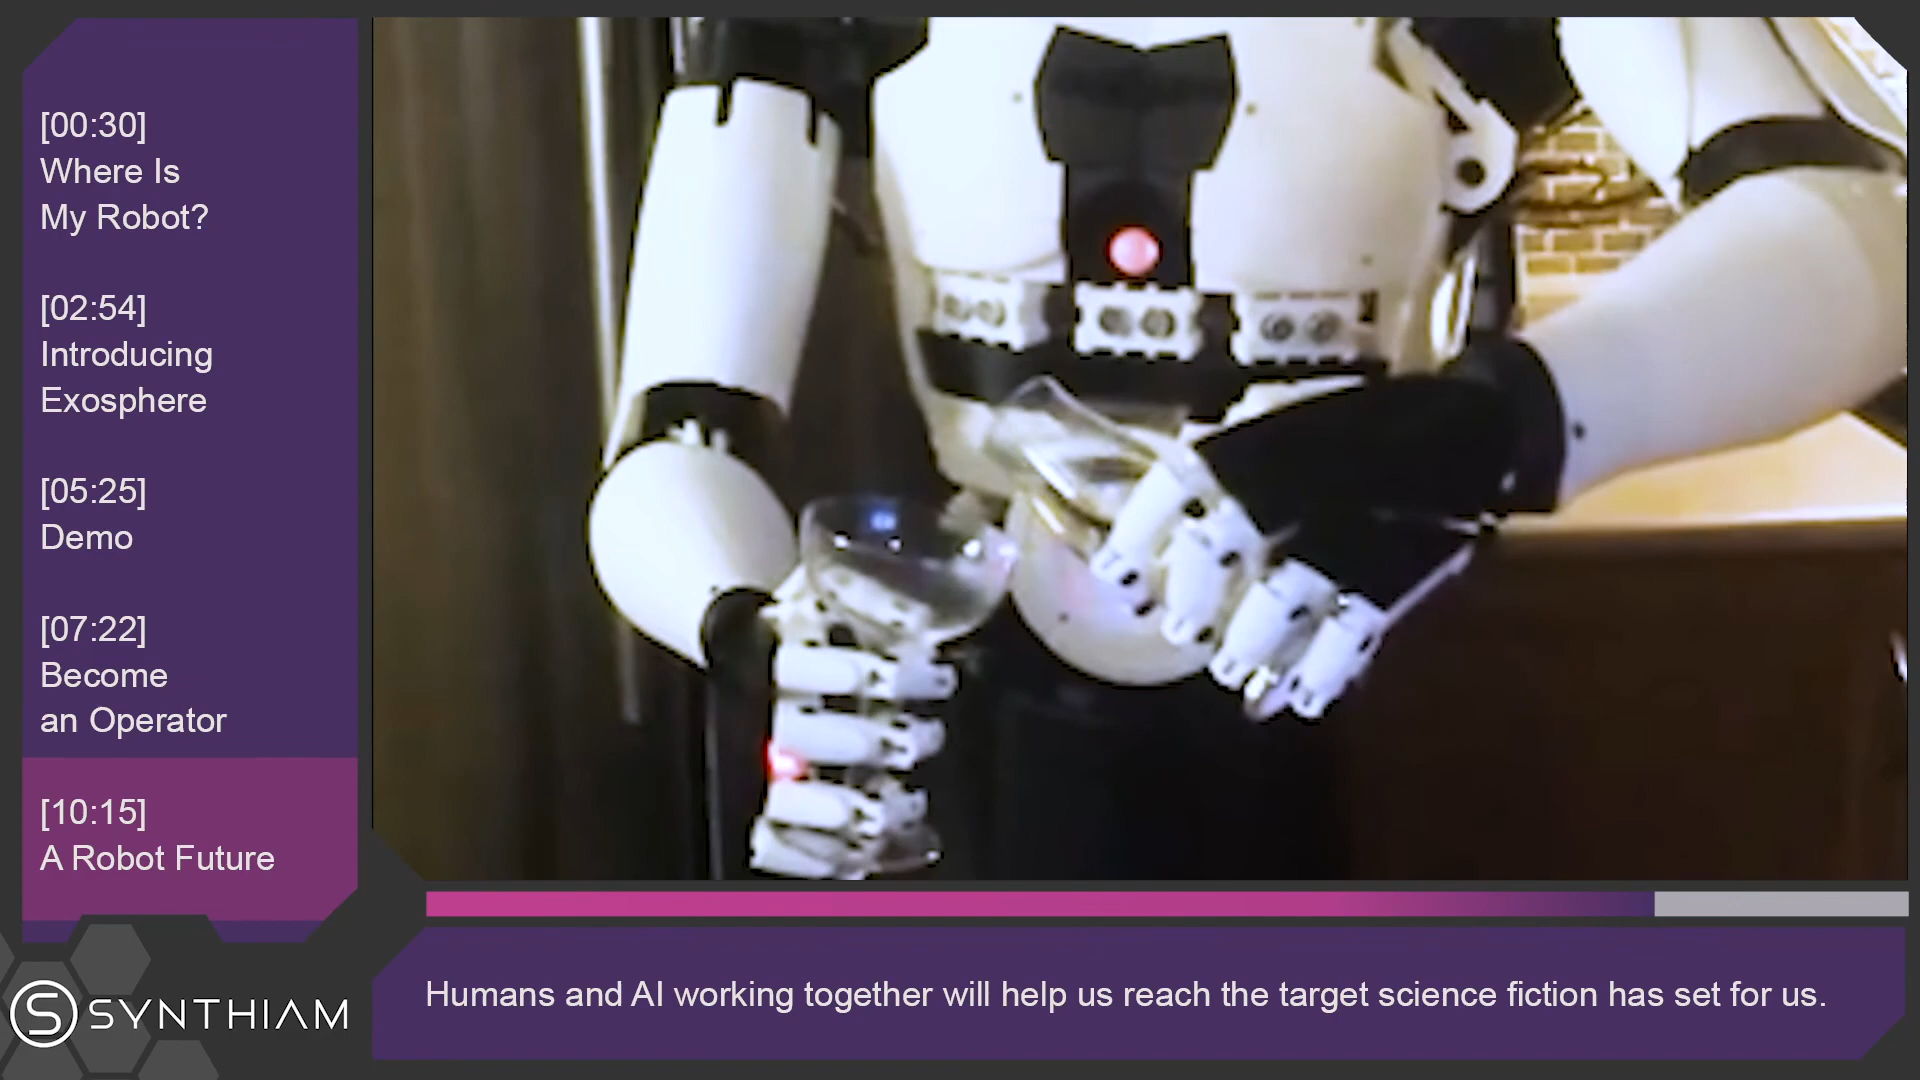 [00:30]
Where Is
My Robot?
[02:54]
Introducing
Exosphere
[05:25]
Demo
[07:22]
Become
an Operator
[10:15]
A Robot Future
SYNTHIAM
Humans and AI working together will help us reach the target science fiction has set for us.